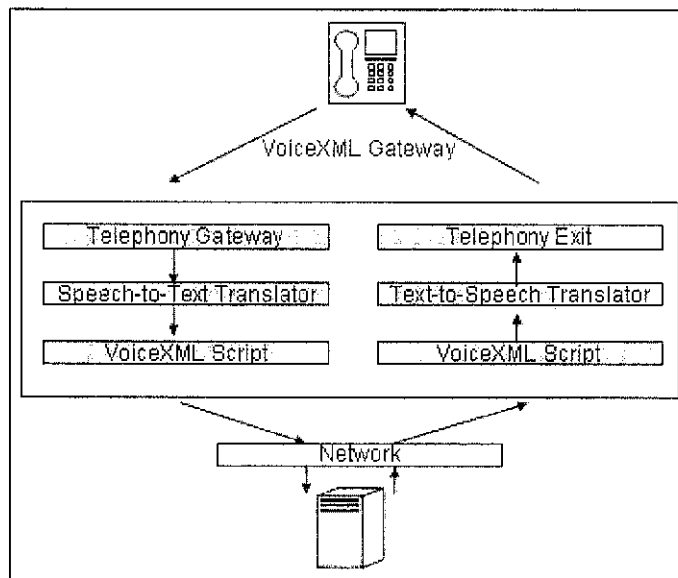 VoiceXML Gateway
Telephony Gateway
Speech-to-Text Translator
VoiceXML Script
Telephony Exit
Text-to-Speech Translator
VoiceXML Script
Network